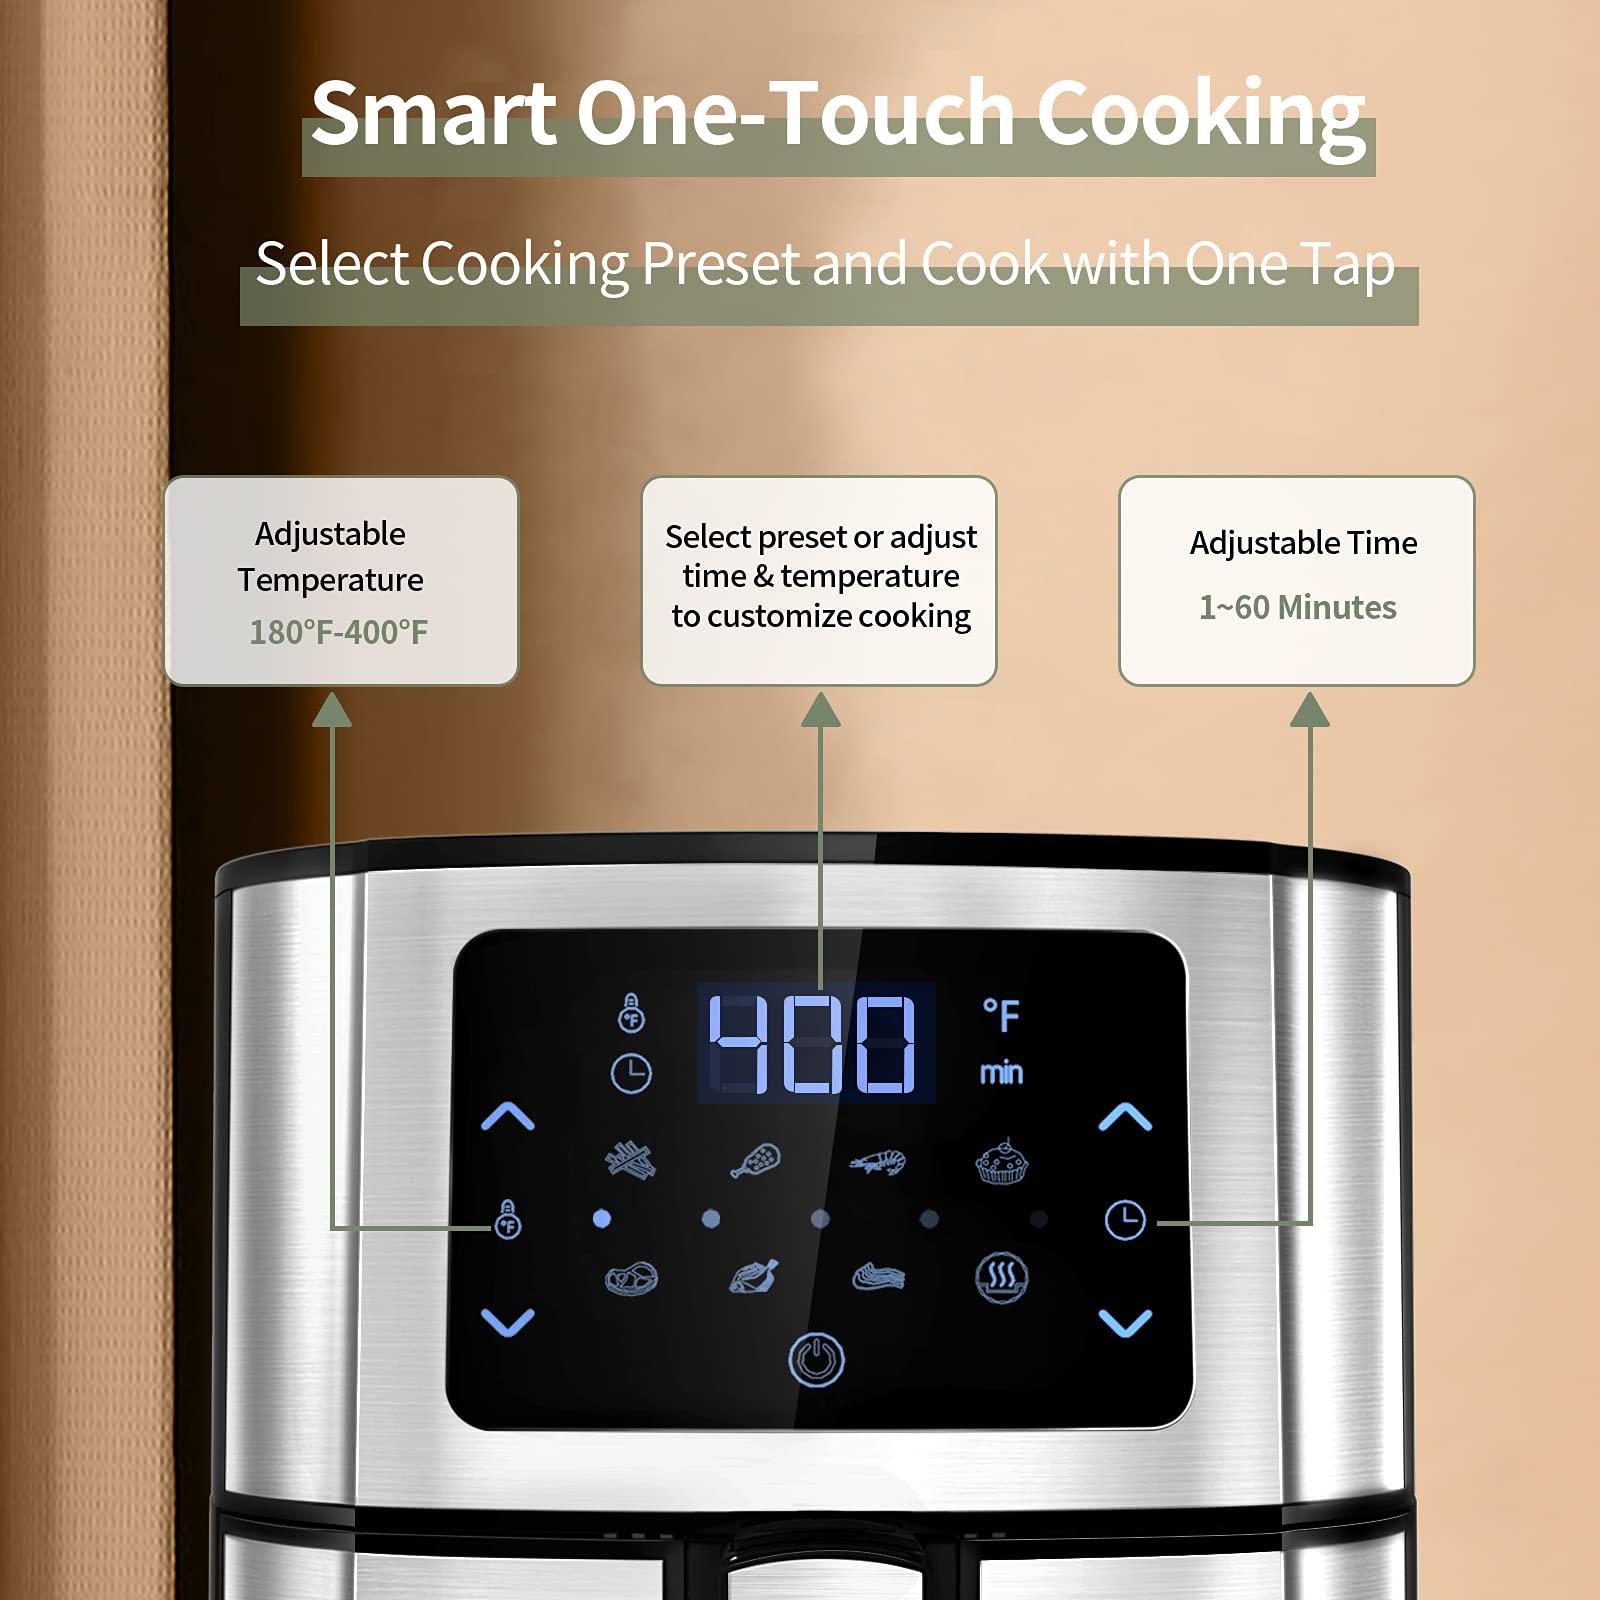 Smart One-Touch Cooking
Select Cooking Preset and Cook with One Tap
Adjustable
Temperature
180°F-400°F
Select preset or adjust
time & temperature
to customize cooking
Adjustable Time
1~60 Minutes
°F
400
°F
min
°F